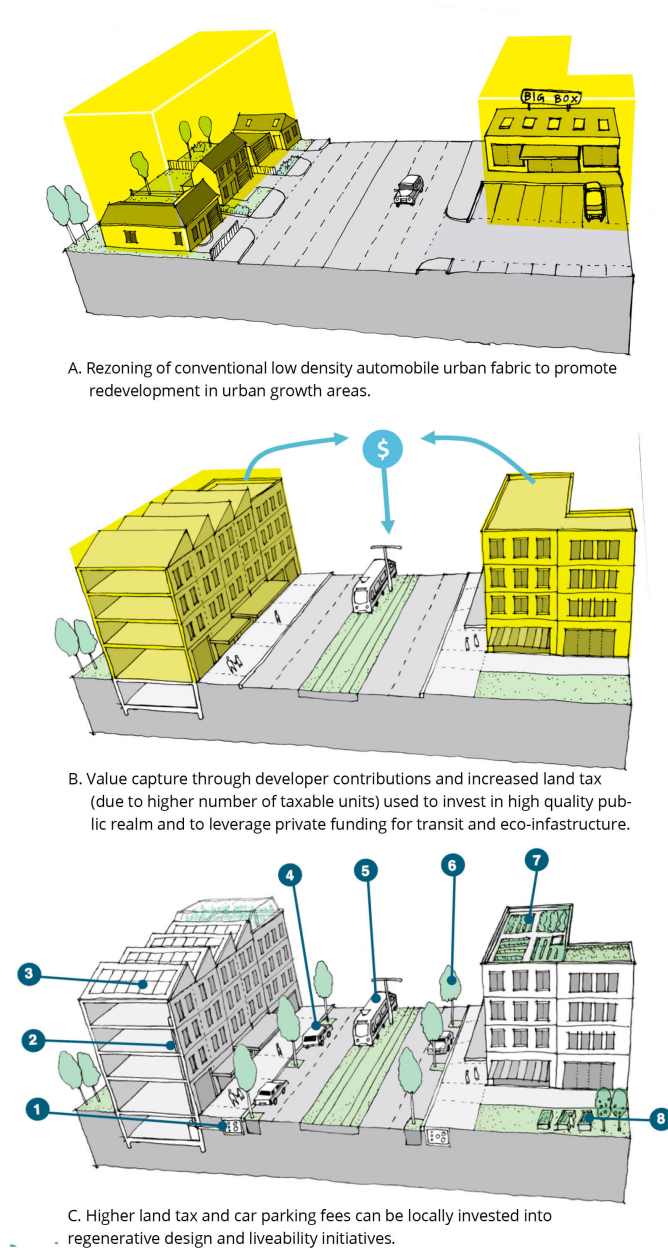 BIG BOX
A. Rezoning of conventional low density automobile urban fabric to promote
redevelopment in urban growth areas.
$
B. Value capture through developer contributions and increased land tax
(due to higher number of taxable units) used to invest in high quality pub-
lic realm and to leverage private funding for transit and eco-infastructure.
4
5
6
7
3
2
1
8
C. Higher land tax and car parking fees can be locally invested into
regenerative design and liveability initiatives.